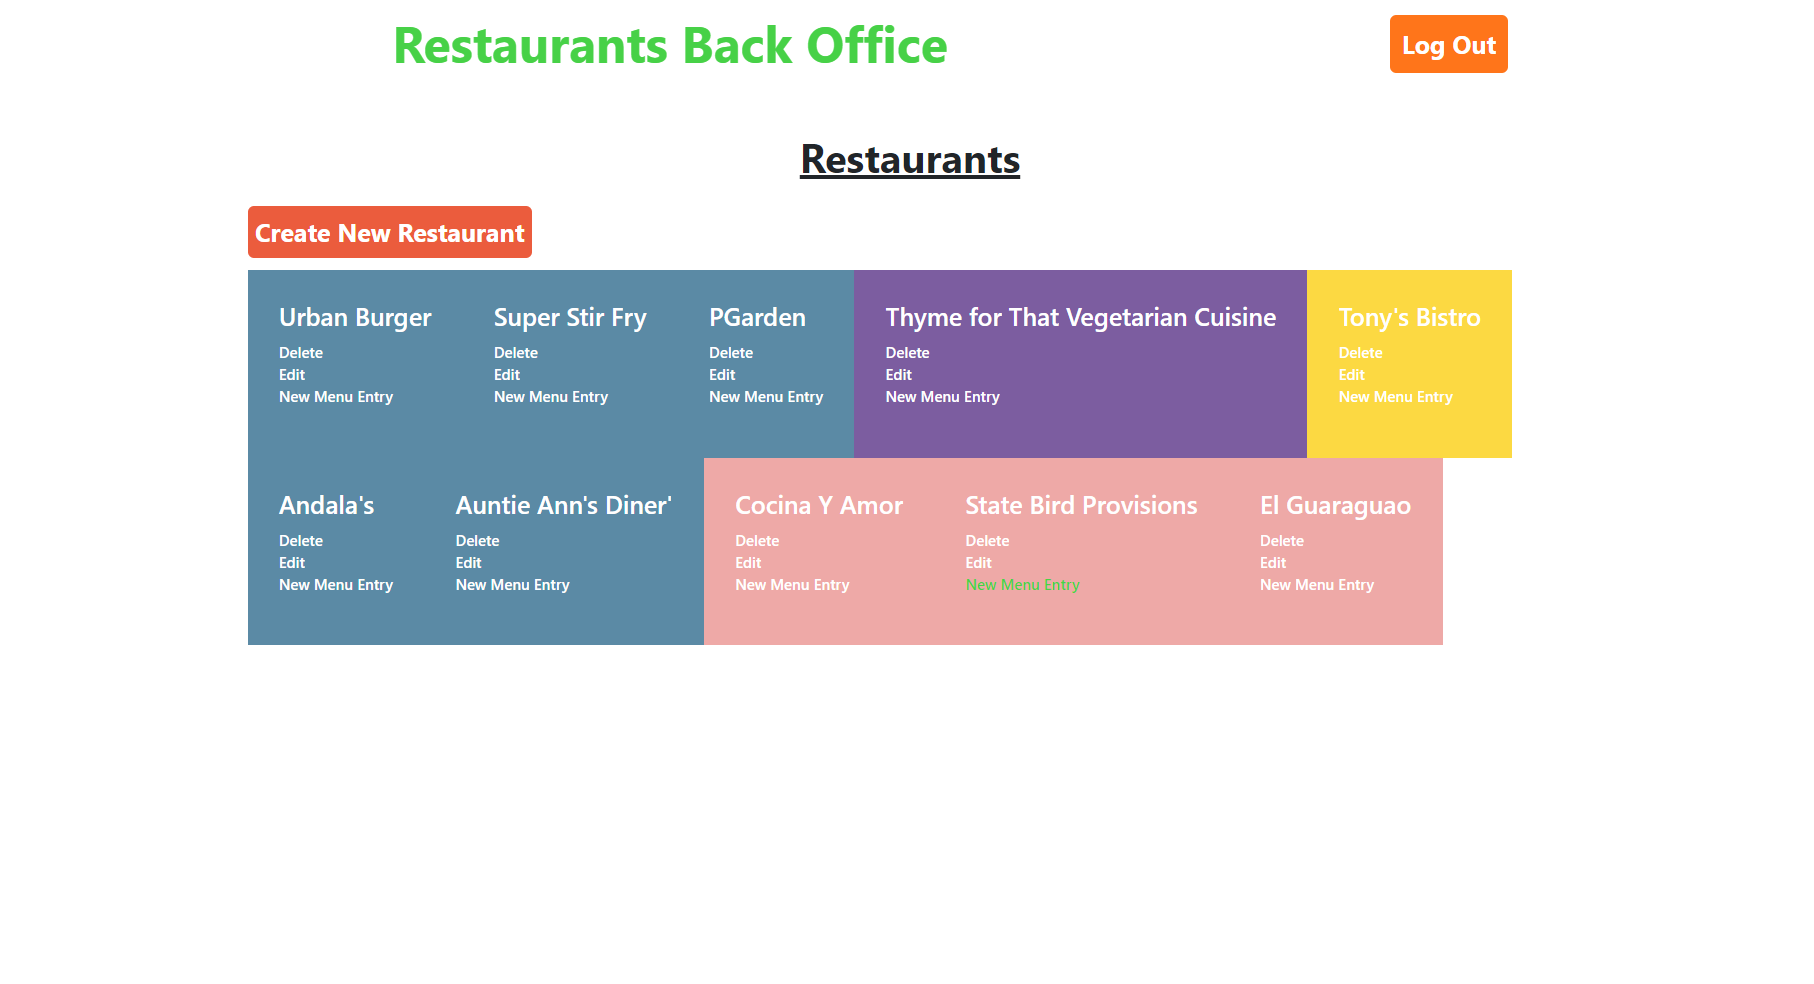 Restaurants Back Office
Log Out
Restaurants
Create New Restaurant
Urban Burger
Delete
Edit
New Menu Entry
Super Stir Fry
Delete
Edit
New Menu Entry
PGarden
Delete
Edit
New Menu Entry
Thyme for That Vegetarian Cuisine
Delete
Edit
New Menu Entry
Tony's Bistro
Delete
Edit
New Menu Entry
Andala's
Delete
Edit
New Menu Entry
Auntie Ann's Diner'
Delete
Edit
New Menu Entry
Cocina Y Amor
Delete
Edit
New Menu Entry
State Bird Provisions
Delete
Edit
New Menu Entry
El Guaraguao
Delete
Edit
New Menu Entry